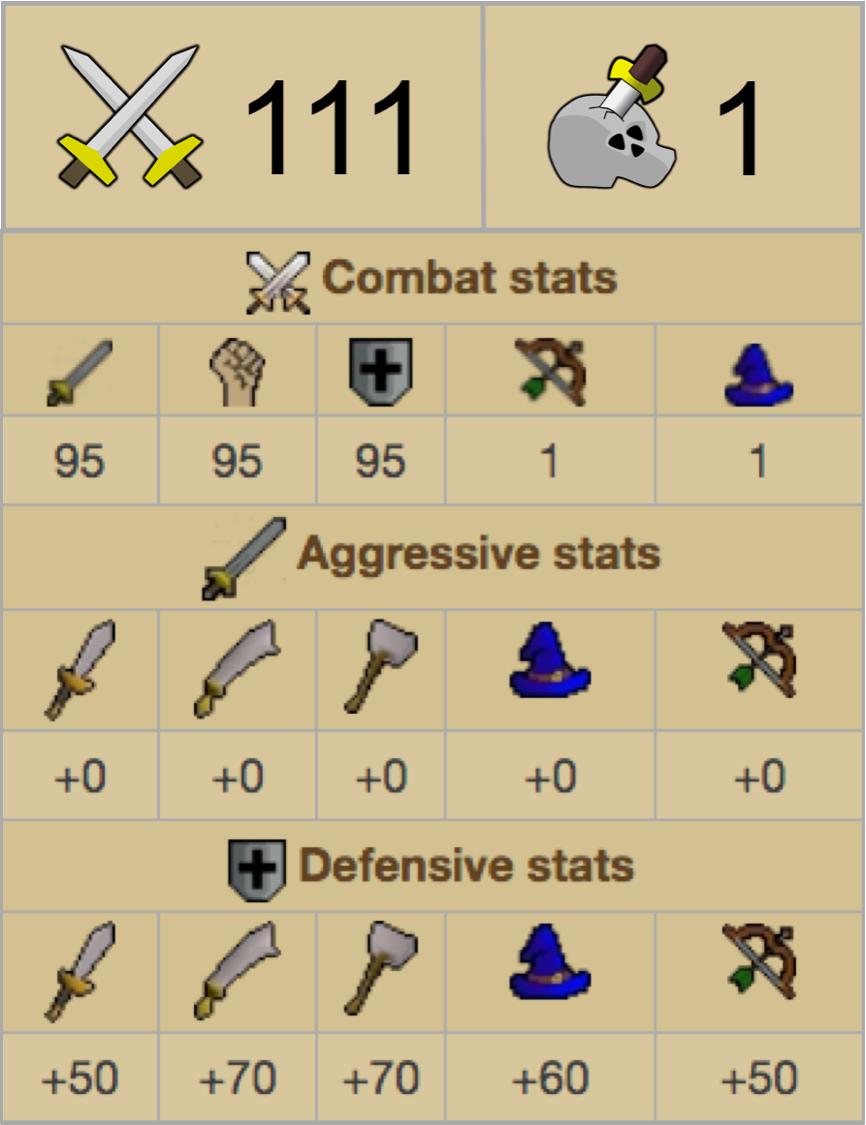 111 1
Combat stats
95 95 95 1 1
Aggressive stats
+0 +0 +0 +0 +0
Defensive stats
+50 +70 +70 +60 +50